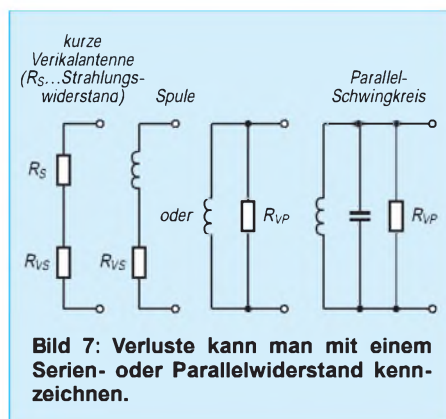 kurze
Verikalantenne
(RS...Strahlungs-
widerstand)
Spule
Parallel-
Schwingkreis
RS
RVS
RVS
oder
RVP
RVP
Bild 7: Verluste kann man mit einem
Serien- oder Parallelwiderstand kenn-
zeichnen.